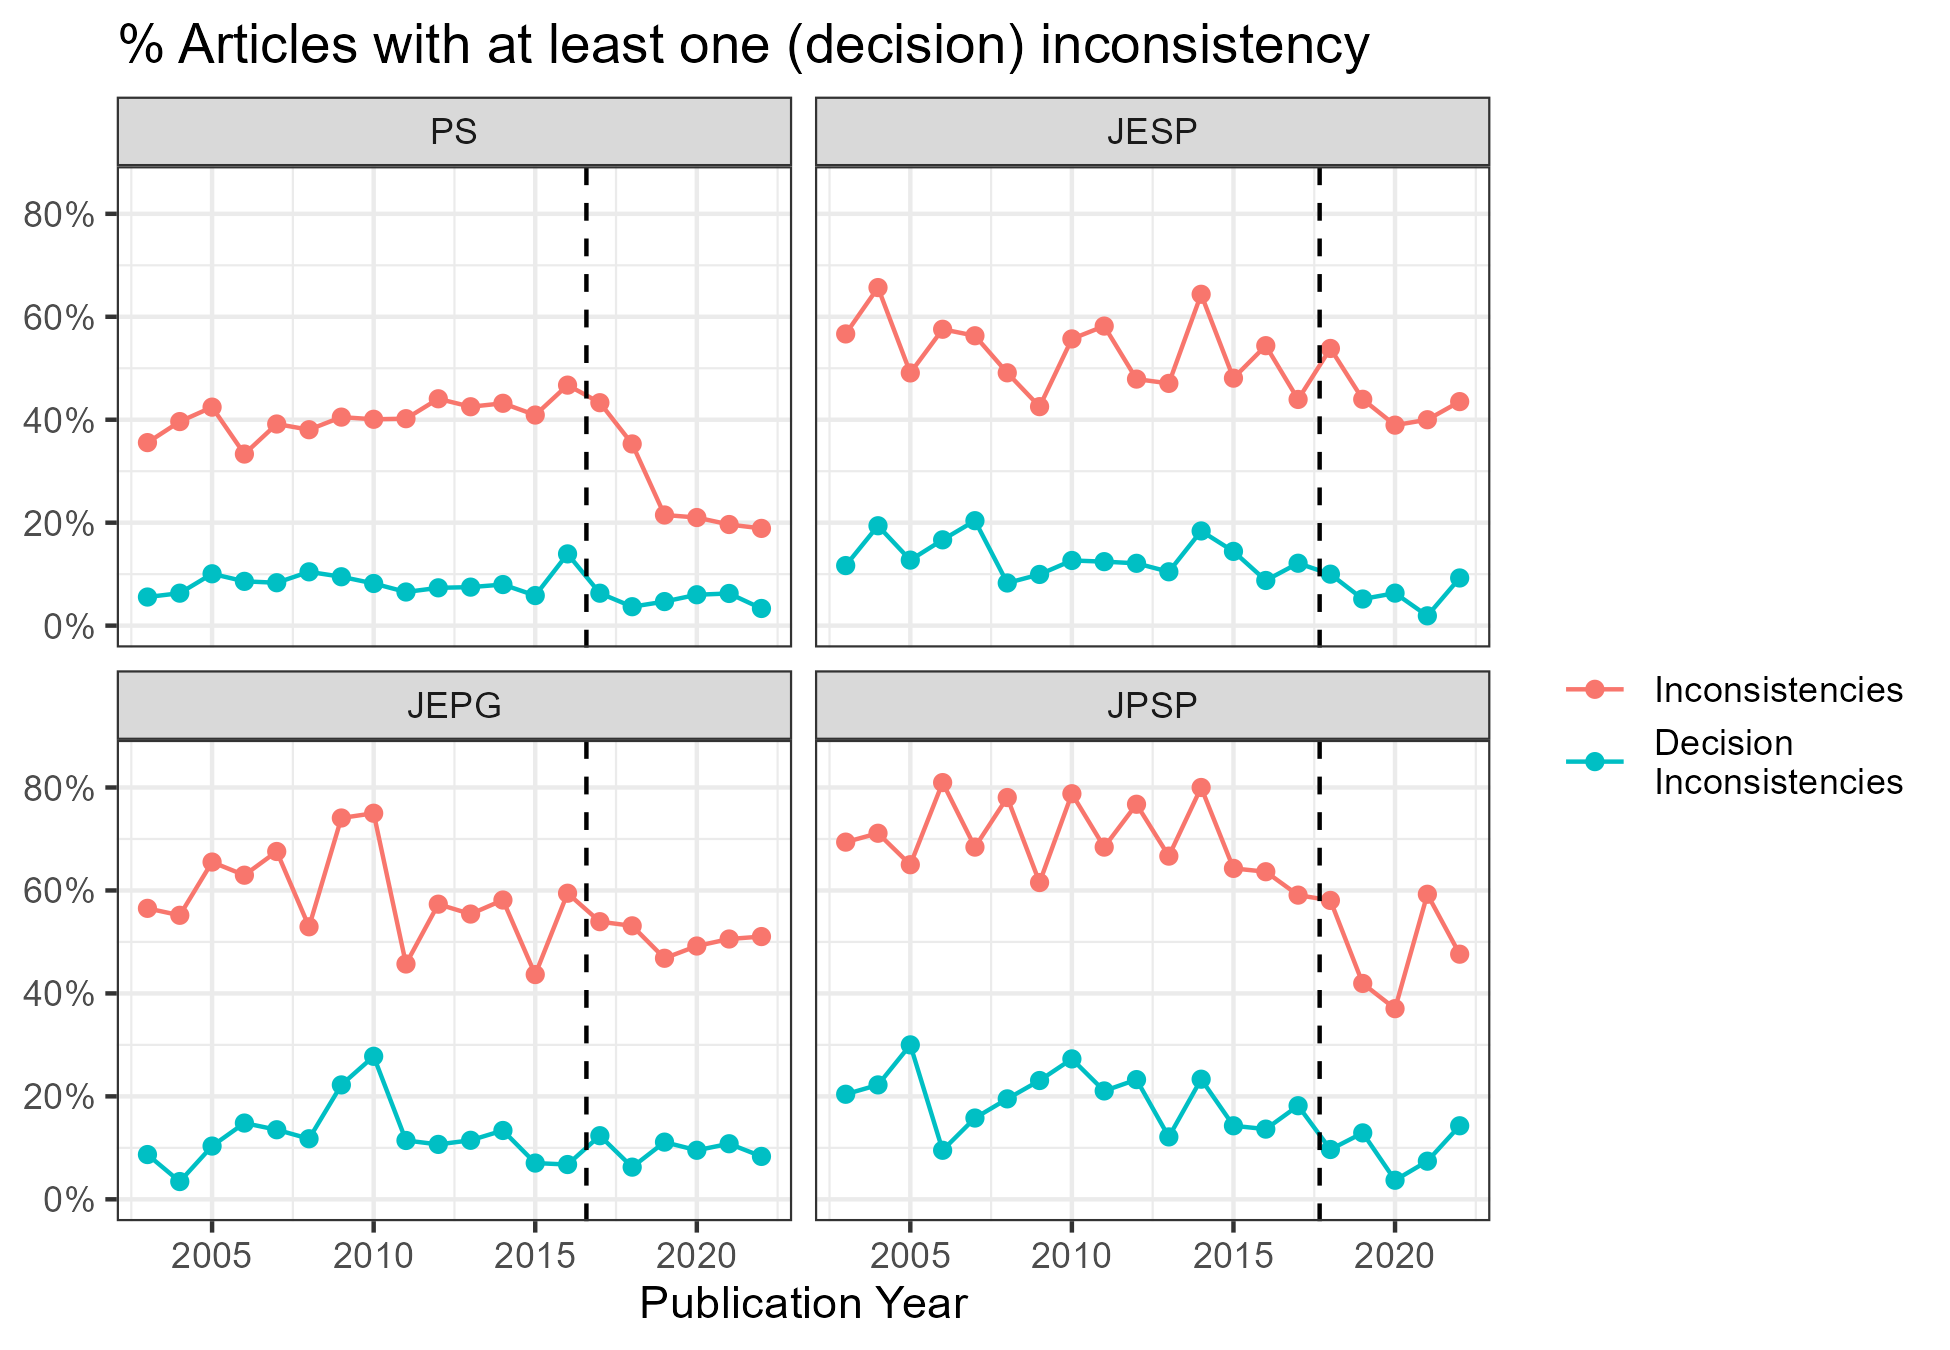 % Articles with at least one (decision) inconsistency
PS
JESP
80%
60%
40%
20%
0%
JEPG
JPSP
80%
60%
40%
20%
0%
2005 2010 2015 2020
2005 2010 2015 2020
Publication Year
Inconsistencies
Decision
Inconsistencies